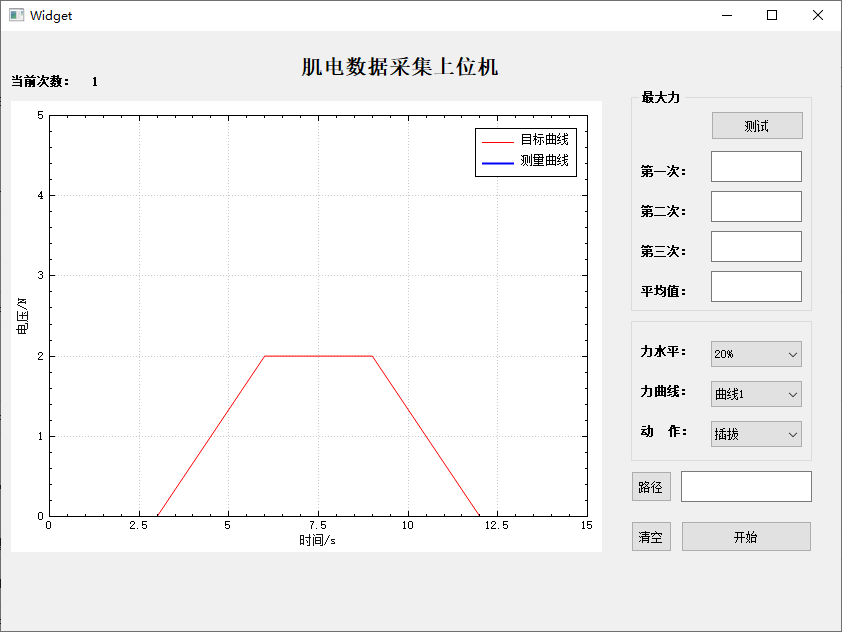 Widget
肌电数据采集上位机
当前次数： 1
目标曲线
测量曲线
5
4
3
2
1
0
电压/N
0 2.5 5 7.5 10 12.5 15
时间/s
最大力
测试
第一次：
第二次：
第三次：
平均值：
力水平： 20%
力曲线： 曲线1
动 作： 插拔
路径
清空 开始